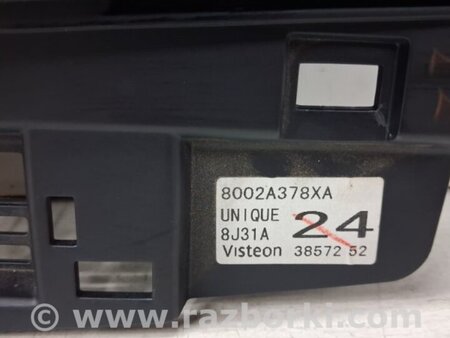 8002A378XA
UNIQUE 24
8J31A
Visteon 38572 52
© www.razborki.com